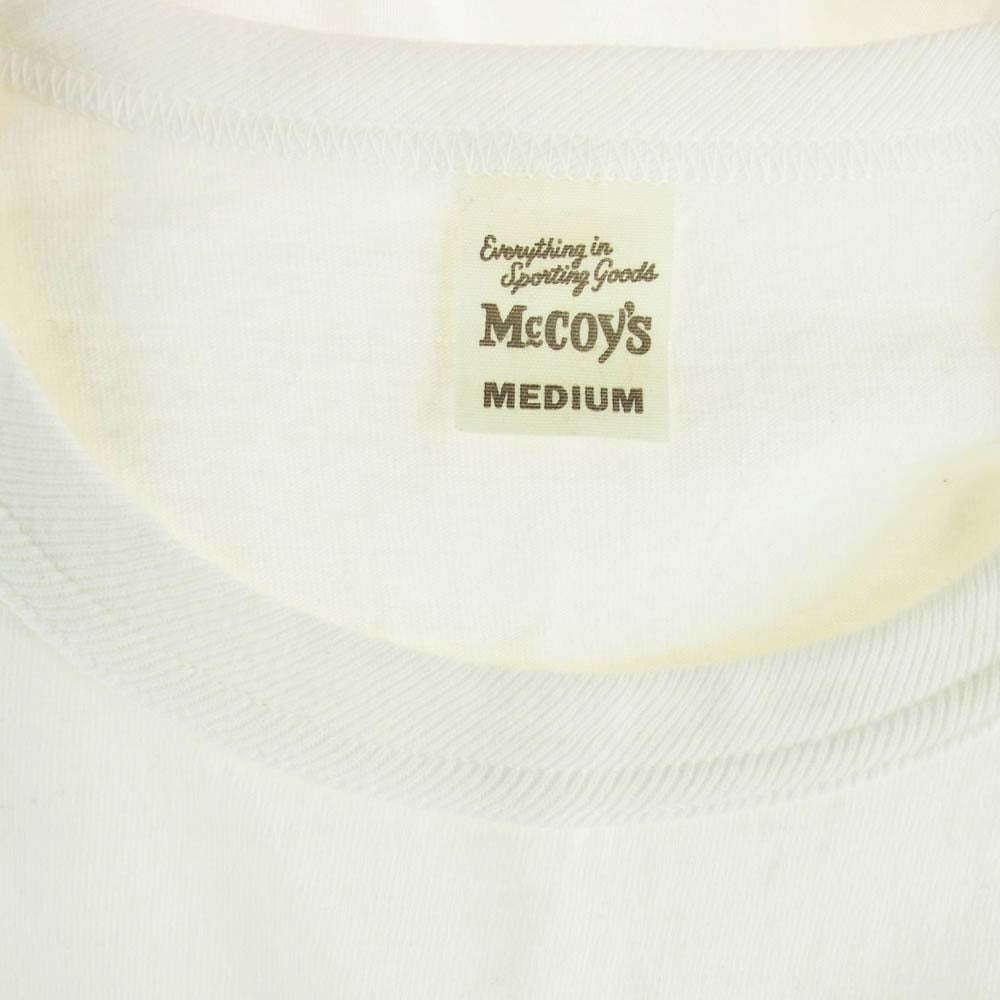 Everything in
Sporting Goods
McCOY'S
MEDIUM